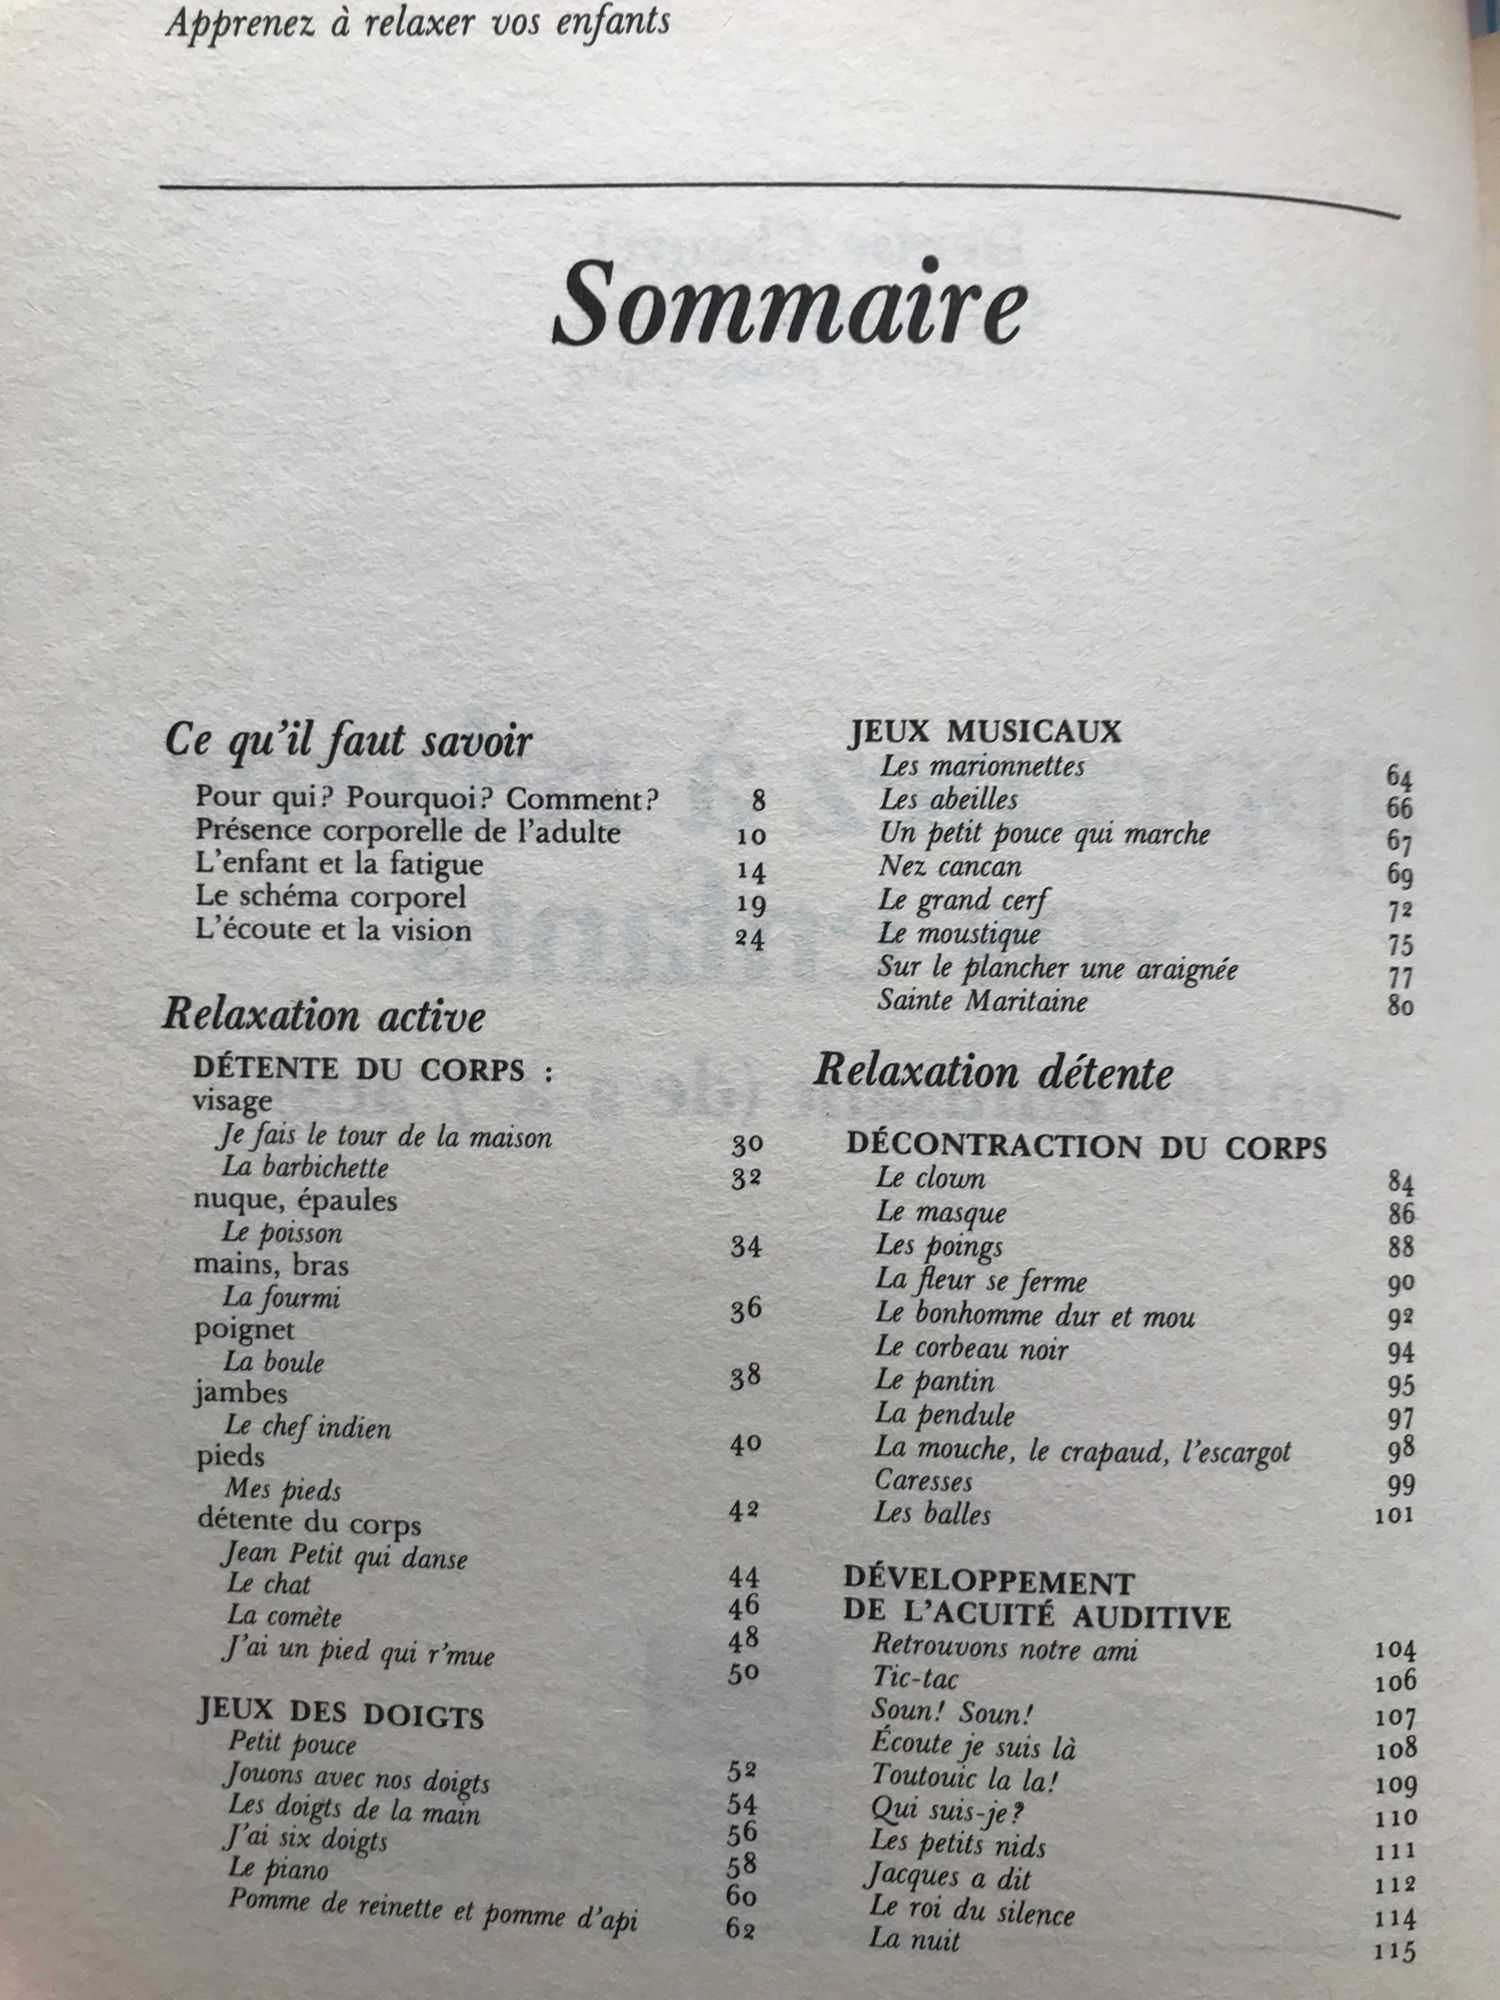 Apprenez à relaxer vos enfants
Sommaire
Ce qu'il faut savoir
Pour qui? Pourquoi? Comment? 8
Présence corporelle de l'adulte 10
L'enfant et la fatigue 14
Le schéma corporel 19
L'écoute et la vision 24
Relaxation active
DÉTENTE DU CORPS :
visage
Je fais le tour de la maison 30
La barbichette 32
nuque, épaules
Le poisson 34
mains, bras
La fourmi 36
poignet
La boule 38
jambes
Le chef indien 40
pieds
Mes pieds 42
détente du corps
Jean Petit qui danse 44
Le chat 46
La comète 48
J'ai un pied qui r'mue 50
JEUX DES DOIGTS
Petit pouce 52
Jouons avec nos doigts 54
Les doigts de la main 56
J'ai six doigts 58
Le piano 60
Pomme de reinette et pomme d'api 62
JEUX MUSICAUX
Les marionnettes 64
Les abeilles 66
Un petit pouce qui marche 67
Nez cancan 69
Le grand cerf 72
Le moustique 75
Sur le plancher une araignée 77
Sainte Maritaine 80
Relaxation détente
DÉCONTRACTION DU CORPS
Le clown 84
Le masque 86
Les poings 88
La fleur se ferme 90
Le bonhomme dur et mou 92
Le corbeau noir 94
Le pantin 95
La pendule 97
La mouche, le crapaud, l'escargot 98
Caresses 99
Les balles 101
DÉVELOPPEMENT
DE L'ACUITÉ AUDITIVE
Retrouvons notre ami 104
Tic-tac 106
Soun! Soun! 107
Écoute je suis là 108
Toutouic la la! 109
Qui suis-je? 110
Les petits nids 111
Jacques a dit 112
Le roi du silence 114
La nuit 115